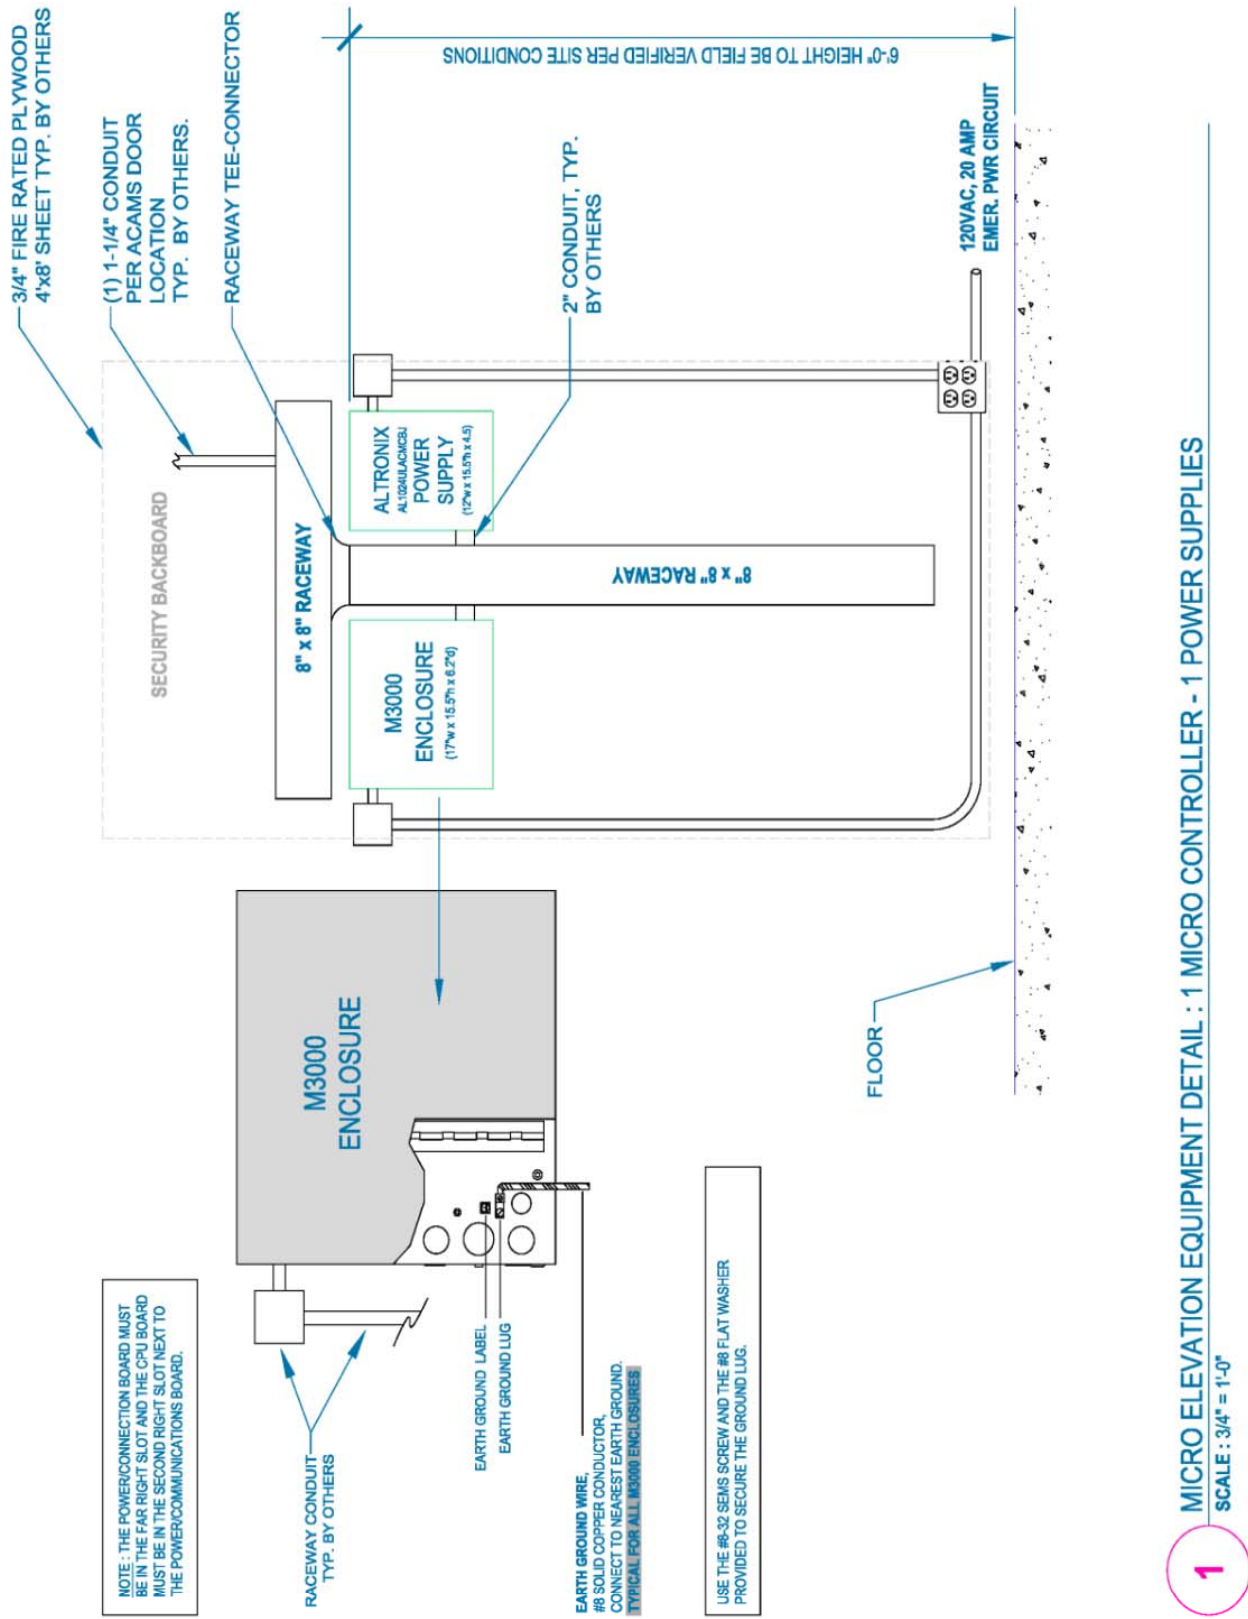 NOTE : THE POWER/CONNECTION BOARD MUST
BE IN THE FAR RIGHT SLOT AND THE CPU BOARD
MUST BE IN THE SECOND RIGHT SLOT NEXT TO
THE POWER/COMMUNICATIONS BOARD.
RACEWAY CONDUIT
TYP. BY OTHERS
M3000
ENCLOSURE
EARTH GROUND LABEL
EARTH GROUND LUG
EARTH GROUND WIRE,
#8 SOLID COPPER CONDUCTOR,
CONNECT TO NEAREST EARTH GROUND.
TYPICAL FOR ALL M3000 ENCLOSURES
USE THE #8-32 SEMS SCREW AND THE #8 FLAT WASHER
PROVIDED TO SECURE THE GROUND LUG.
SECURITY BACKBOARD
8" x 8" RACEWAY
M3000
ENCLOSURE
(17"w x 15.5"h x 6.2"d)
ALTRONIX
AL1024ULACMCBJ
POWER
SUPPLY
(12"w x 15.5"h x 4.5)
8" x 8" RACEWAY
3/4" FIRE RATED PLYWOOD
4'x8' SHEET TYP. BY OTHERS
(1) 1-1/4" CONDUIT
PER ACAMS DOOR
LOCATION
TYP. BY OTHERS.
RACEWAY TEE-CONNECTOR
2" CONDUIT, TYP.
BY OTHERS
6'-0" HEIGHT TO BE FIELD VERIFIED PER SITE CONDITIONS
120VAC, 20 AMP
EMER. PWR CIRCUIT
FLOOR
1
MICRO ELEVATION EQUIPMENT DETAIL : 1 MICRO CONTROLLER - 1 POWER SUPPLIES
SCALE : 3/4" = 1'-0"